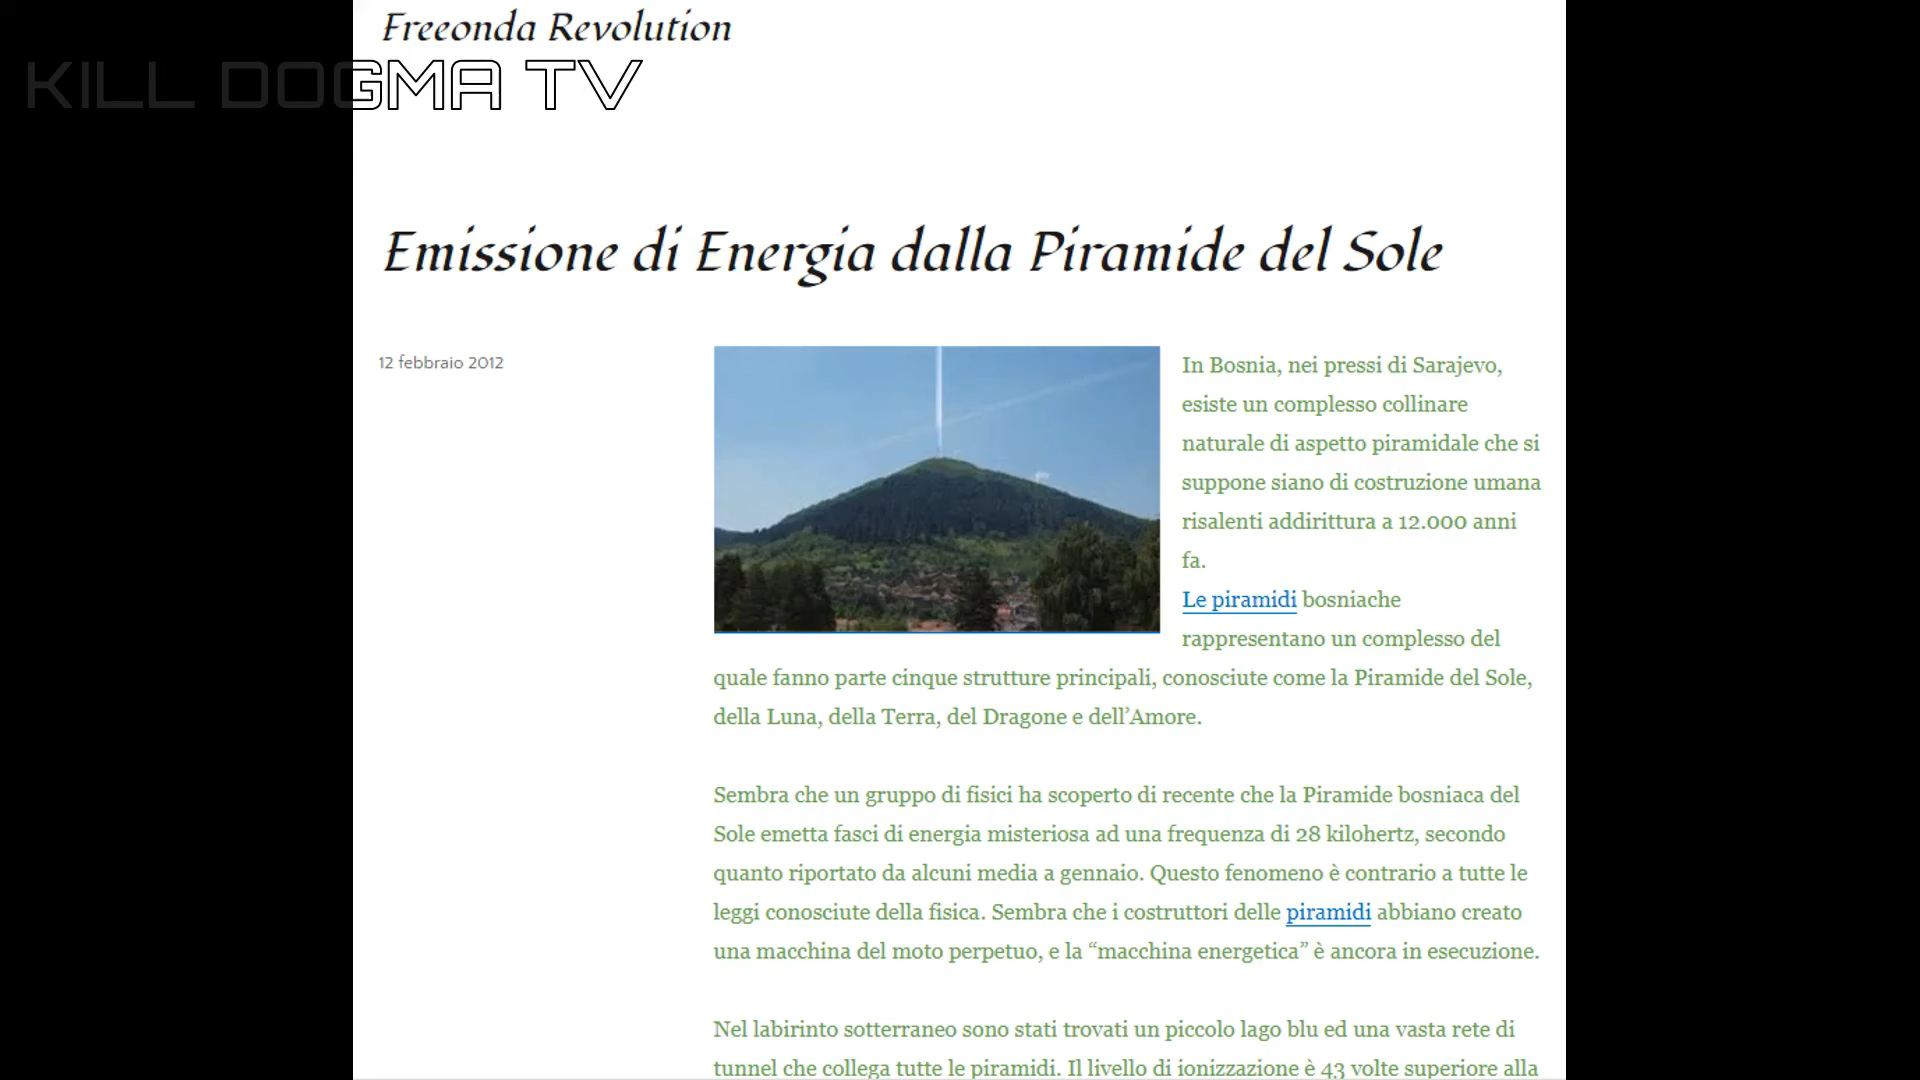 Freeonda Revolution
KILL DOGMA TV
Emissione di Energia dalla Piramide del Sole
12 febbraio 2012
In Bosnia, nei pressi di Sarajevo,
esiste un complesso collinare
naturale di aspetto piramidale che si
suppone siano di costruzione umana
risalenti addirittura a 12.000 anni
fa.
Le piramidi bosniache
rappresentano un complesso del
quale fanno parte cinque strutture principali, conosciute come la Piramide del Sole,
della Luna, della Terra, del Dragone e dell’Amore.
Sembra che un gruppo di fisici ha scoperto di recente che la Piramide bosniaca del
Sole emetta fasci di energia misteriosa ad una frequenza di 28 kilohertz, secondo
quanto riportato da alcuni media a gennaio. Questo fenomeno è contrario a tutte le
leggi conosciute della fisica. Sembra che i costruttori delle piramidi abbiano creato
una macchina del moto perpetuo, e la “macchina energetica” è ancora in esecuzione.
Nel labirinto sotterraneo sono stati trovati un piccolo lago blu ed una vasta rete di
tunnel che collega tutte le piramidi. Il livello di ionizzazione è 43 volte superiore alla